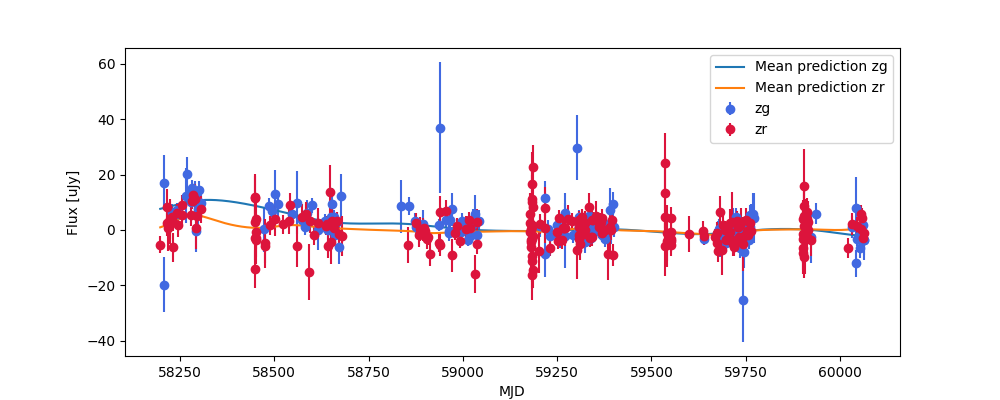 60
40
20
0
−20
−40
Flux [uJy]
58250
58500
58750
59000
59250
59500
59750
60000
MJD
Mean prediction zg
Mean prediction zr
zg
zr